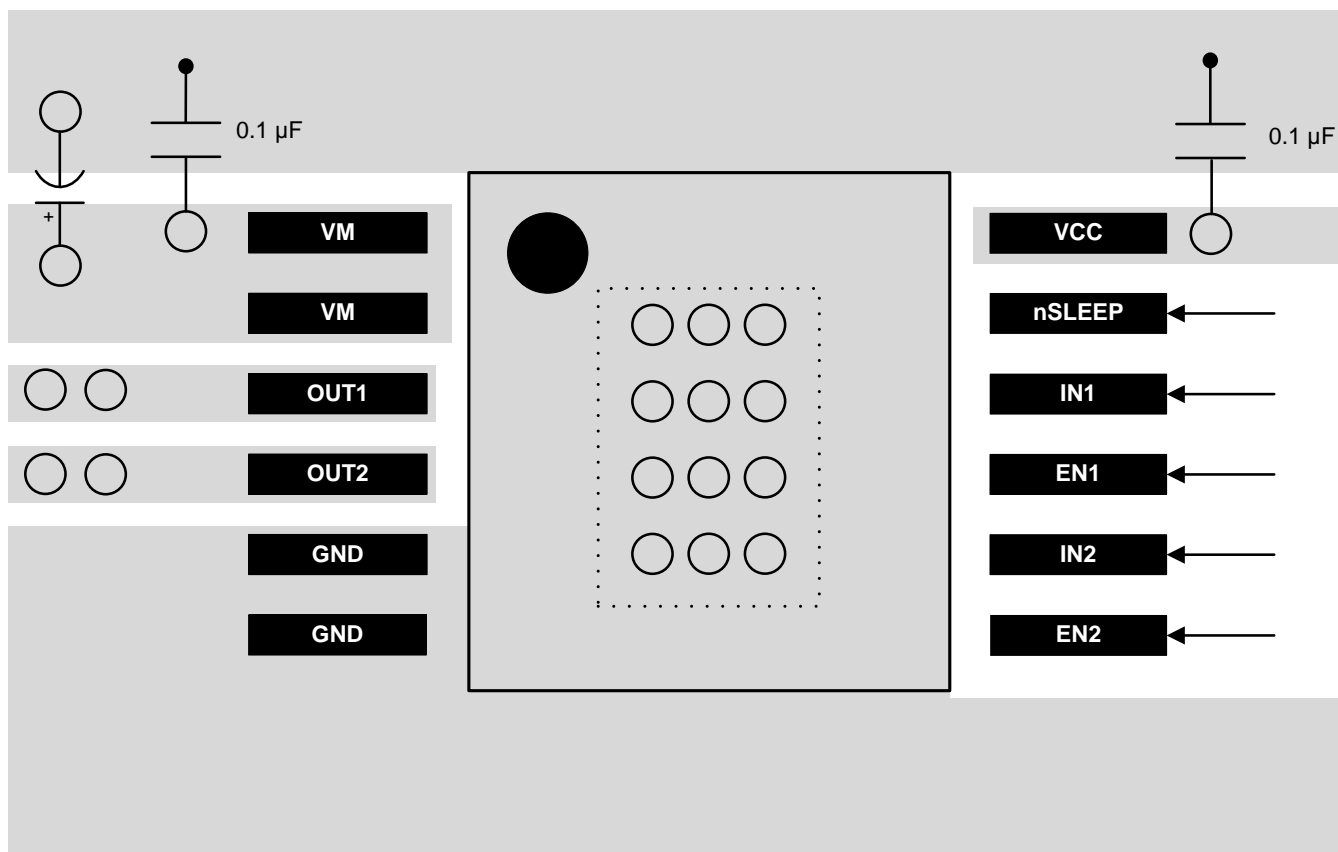 0.1 µF
0.1 µF
+
VM
VCC
VM
nSLEEP
OUT1
IN1
OUT2
EN1
GND
IN2
GND
EN2